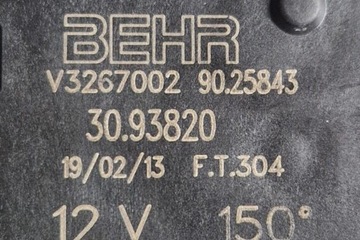 BEHR
V3267002 90.25843
30.93820
19/02/13 F.T.304
12 V 150°